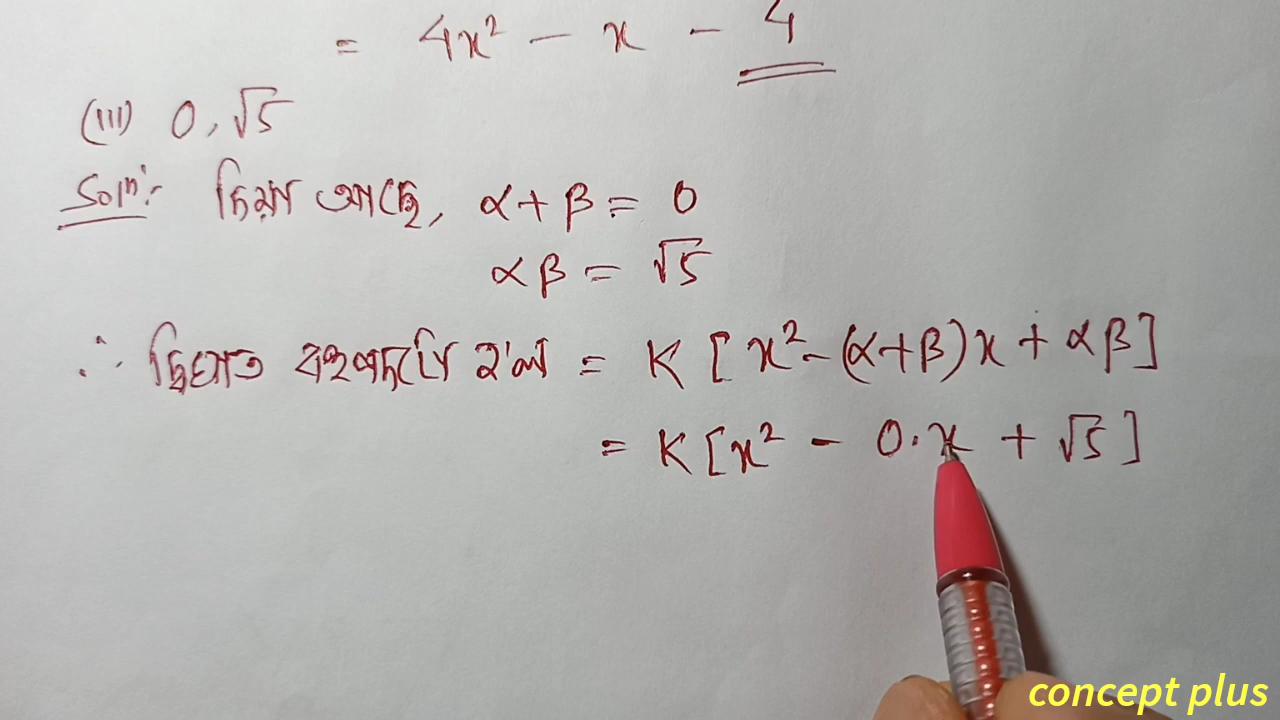 = 4x² - x - 4
(III) 0, √5
Soln:- দিয়া আছে, α + β = 0
αβ = √5
∴ দ্বিঘাত বহুপদটো হ'ল = K [x² - (α + β)x + αβ]
= K [x² - 0·x + √5]
concept plus